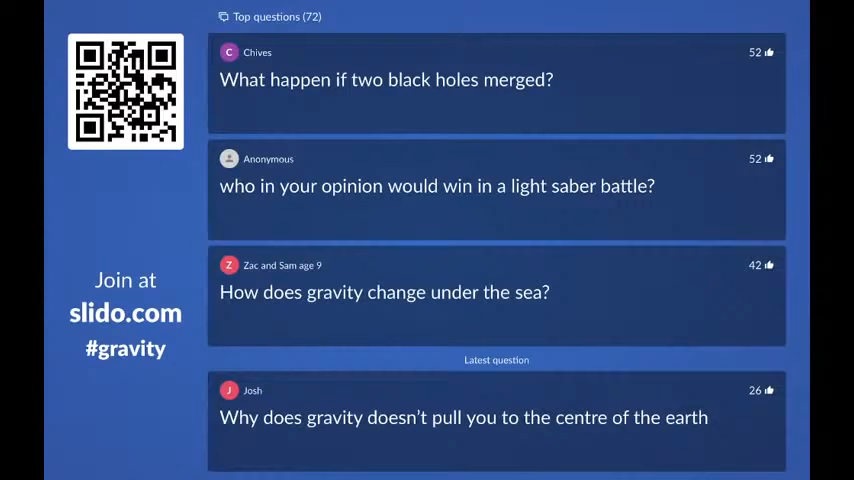 Top questions (72)
C Chives
52
What happen if two black holes merged?
Anonymous
52
who in your opinion would win in a light saber battle?
Z Zac and Sam age 9
42
How does gravity change under the sea?
Join at
slido.com
#gravity
Latest question
J Josh
26
Why does gravity doesn't pull you to the centre of the earth